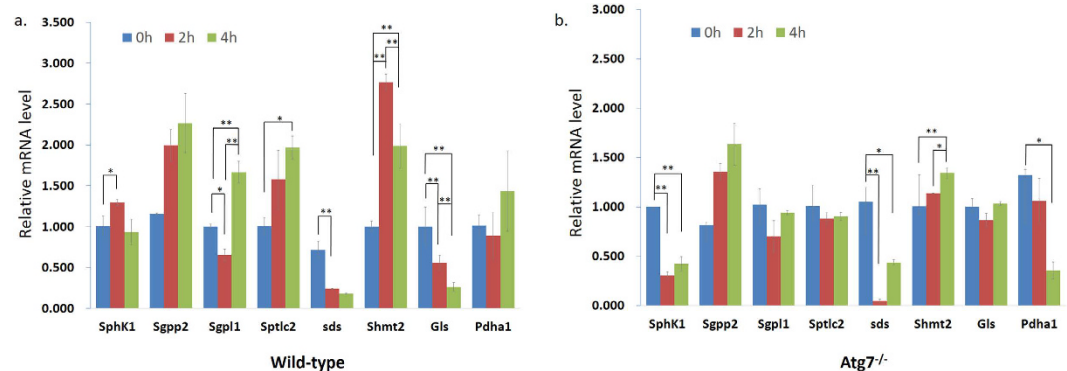 a.
3.500
3.000
2.500
2.000
1.500
1.000
0.500
0.000
Relative mRNA level
0h 2h 4h
* ** * ** * ** ** ** ** ** ** **
SphK1 Sgpp2 Sgpl1 Sptlc2 sds Shmt2 Gls Pdha1
Wild-type
b.
3.000
2.500
2.000
1.500
1.000
0.500
0.000
Relative mRNA level
0h 2h 4h
** ** * ** ** * *
SphK1 Sgpp2 Sgpl1 Sptlc2 sds Shmt2 Gls Pdha1
Atg7-/-